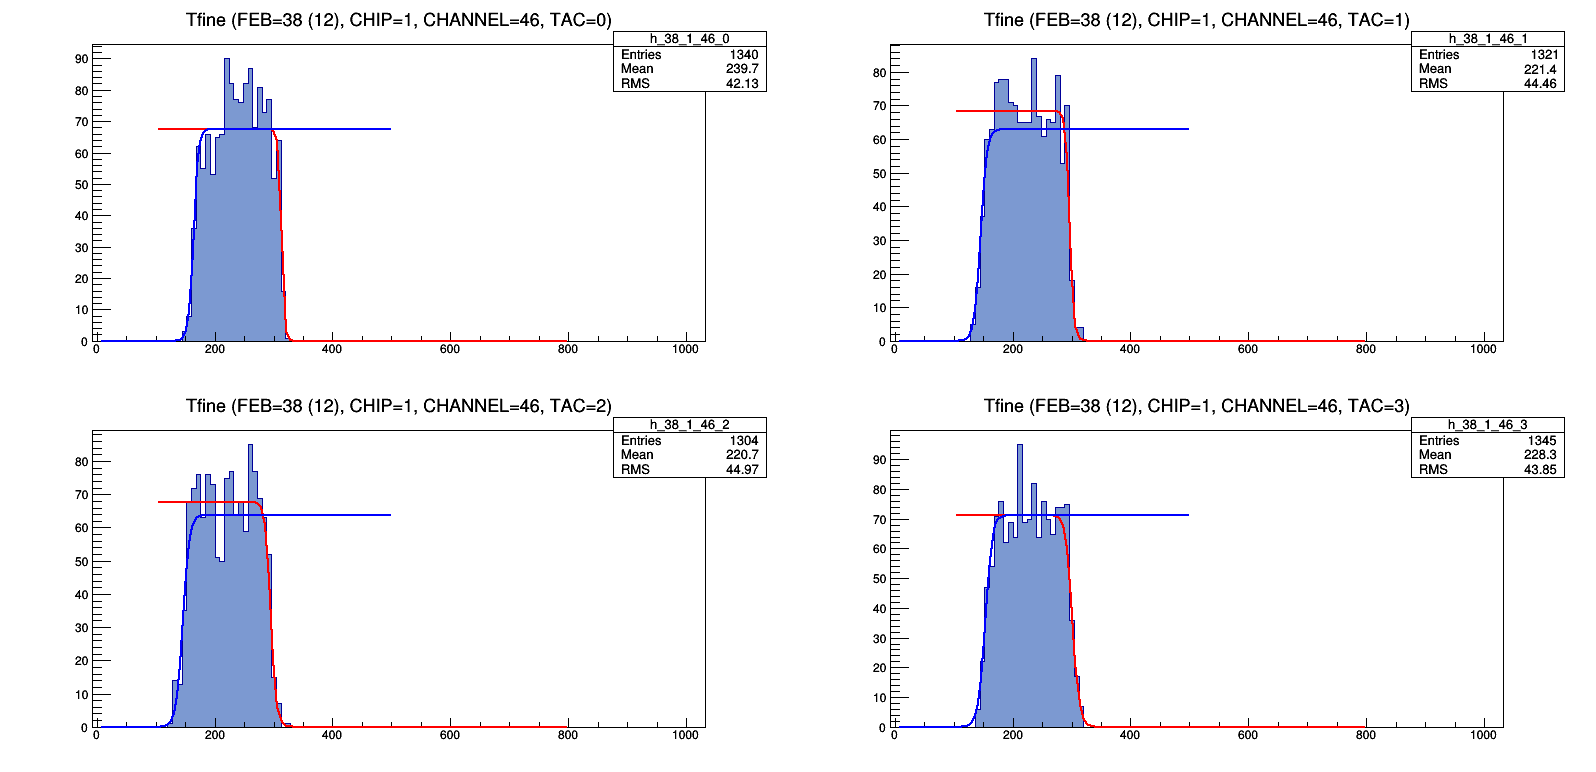 Tfine (FEB=38 (12), CHIP=1, CHANNEL=46, TAC=0)
h_38_1_46_0
Entries 1340
Mean 239.7
RMS 42.13
90
80
70
60
50
40
30
20
10
0
0 200 400 600 800 1000
Tfine (FEB=38 (12), CHIP=1, CHANNEL=46, TAC=1)
h_38_1_46_1
Entries 1321
Mean 221.4
RMS 44.46
80
70
60
50
40
30
20
10
0
0 200 400 600 800 1000
Tfine (FEB=38 (12), CHIP=1, CHANNEL=46, TAC=2)
h_38_1_46_2
Entries 1304
Mean 220.7
RMS 44.97
80
70
60
50
40
30
20
10
0
0 200 400 600 800 1000
Tfine (FEB=38 (12), CHIP=1, CHANNEL=46, TAC=3)
h_38_1_46_3
Entries 1345
Mean 228.3
RMS 43.85
90
80
70
60
50
40
30
20
10
0
0 200 400 600 800 1000